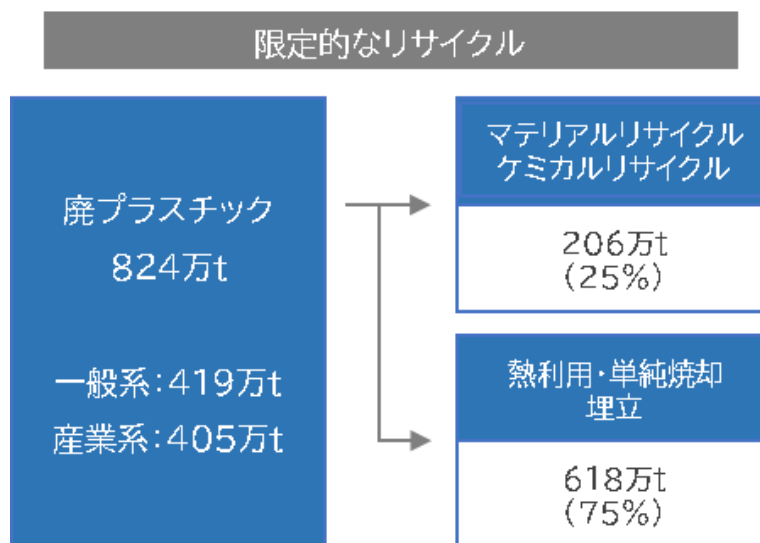 限定的なリサイクル
廃プラスチック
824万t
一般系:419万t
産業系:405万t
マテリアルリサイクル
ケミカルリサイクル
206万t
(25%)
熱利用・単純焼却
埋立
618万t
(75%)